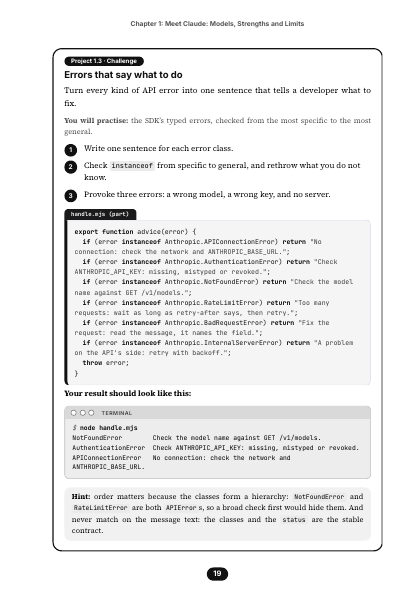 Chapter 1: Meet Claude: Models, Strengths and Limits
Project 1.3 · Challenge
Errors that say what to do
Turn every kind of API error into one sentence that tells a developer what to
fix.
You will practise: the SDK's typed errors, checked from the most specific to the most
general.
1 Write one sentence for each error class.
2 Check instanceof from specific to general, and rethrow what you do not
know.
3 Provoke three errors: a wrong model, a wrong key, and no server.
handle.mjs (part)
export function advice(error) {
if (error instanceof Anthropic.APIConnectionError) return "No
connection: check the network and ANTHROPIC_BASE_URL.";
if (error instanceof Anthropic.AuthenticationError) return "Check
ANTHROPIC_API_KEY: missing, mistyped or revoked.";
if (error instanceof Anthropic.NotFoundError) return "Check the model
name against GET /v1/models.";
if (error instanceof Anthropic.RateLimitError) return "Too many
requests: wait as long as retry-after says, then retry.";
if (error instanceof Anthropic.BadRequestError) return "Fix the
request: read the message, it names the field.";
if (error instanceof Anthropic.InternalServerError) return "A problem
on the API's side: retry with backoff.";
throw error;
}
Your result should look like this:
TERMINAL
$ node handle.mjs
NotFoundError Check the model name against GET /v1/models.
AuthenticationError Check ANTHROPIC_API_KEY: missing, mistyped or revoked.
APIConnectionError No connection: check the network and
ANTHROPIC_BASE_URL.
Hint: order matters because the classes form a hierarchy: NotFoundError and
RateLimitError are both APIError s, so a broad check first would hide them. And
never match on the message text: the classes and the status are the stable
contract.
19